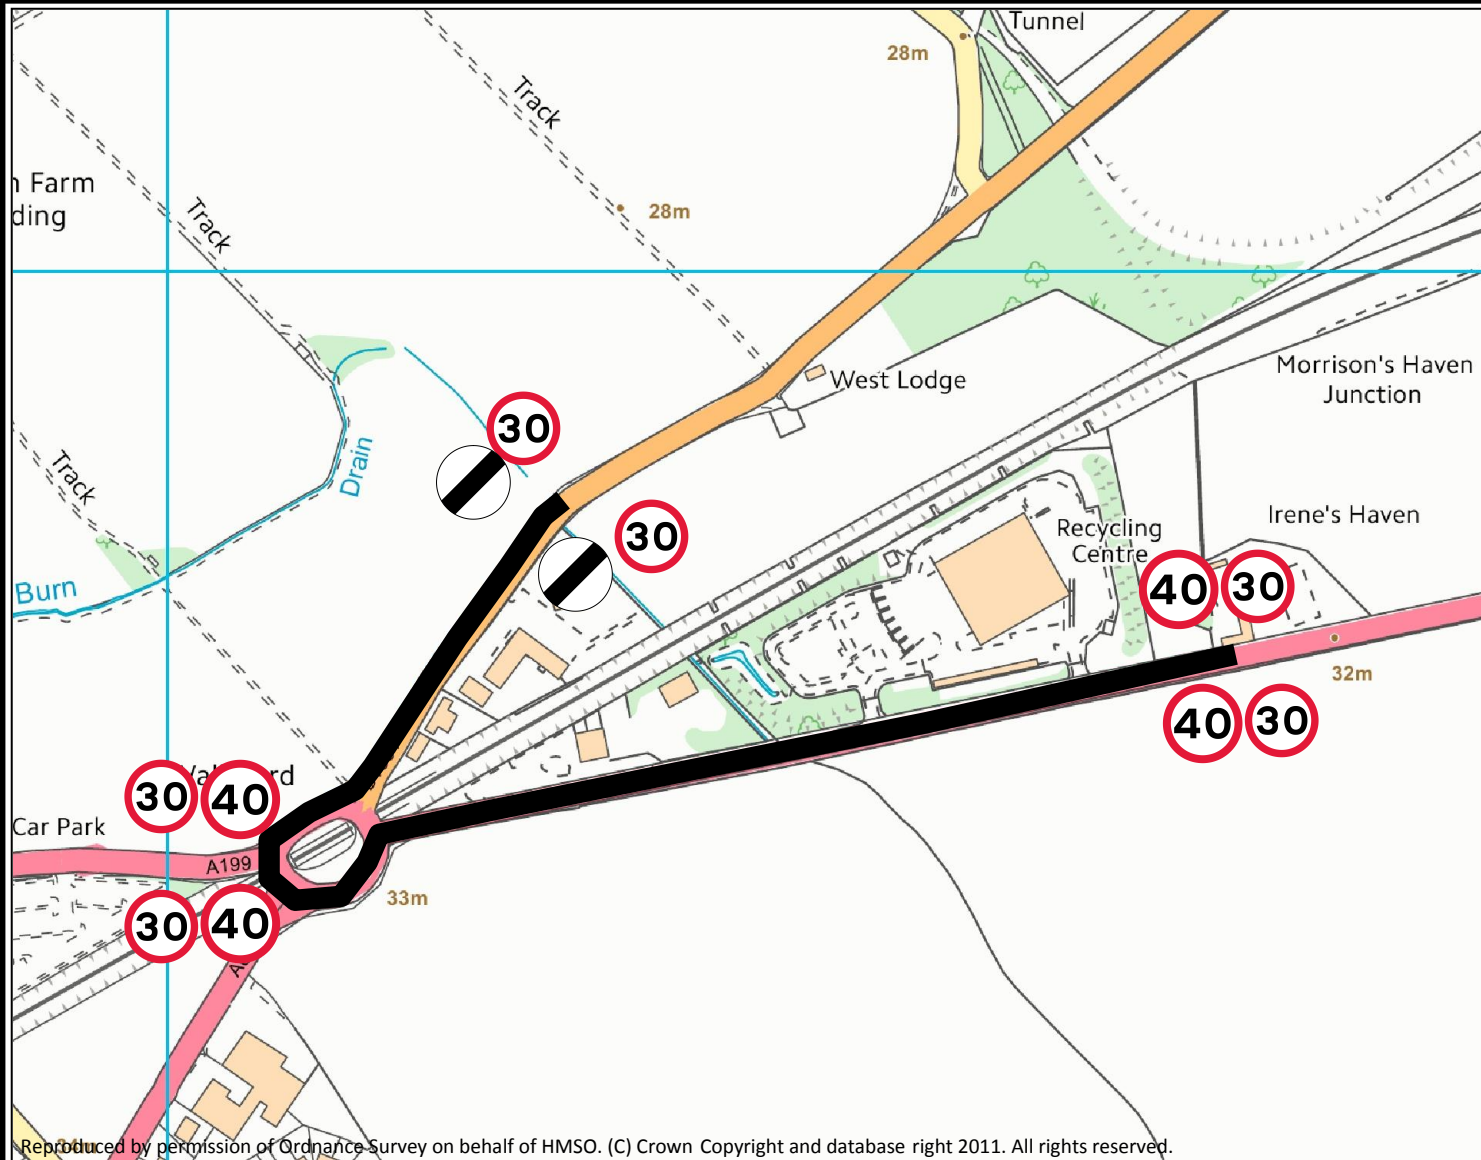 Tunnel
28m
Track
n Farm
ding
Track
28m
West Lodge
Morrison's Haven
Junction
30
Drain
Track
Irene's Haven
Recycling
Centre
30
Burn
40 30
32m
40 30
30 40
Car Park
A199
33m
30 40
Reproduced by permission of Ordnance Survey on behalf of HMSO. (C) Crown Copyright and database right 2011. All rights reserved.